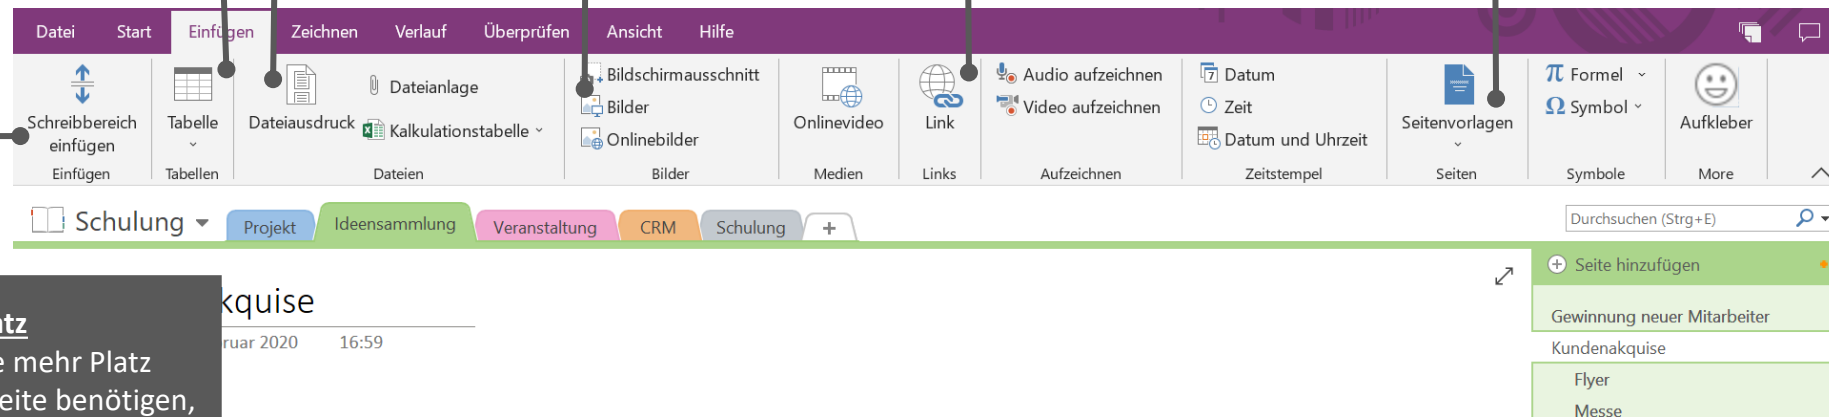 Datei Start Einfügen Zeichnen Verlauf Überprüfen Ansicht Hilfe
Schreibbereich einfügen
Tabelle
Dateiausdruck
Dateianlage
Kalkulationstabelle
Bildschirmausschnitt
Bilder
Onlinebilder
Onlinevideo
Link
Audio aufzeichnen
Video aufzeichnen
7 Datum
Zeit
Datum und Uhrzeit
Seitenvorlagen
π Formel
Ω Symbol
Aufkleber
Einfügen Tabellen Dateien Bilder Medien Links Aufzeichnen Zeitstempel Seiten Symbole More
Schulung Projekt Ideensammlung Veranstaltung CRM Schulung +
Durchsuchen (Strg+E)
Seite hinzufügen
Gewinnung neuer Mitarbeiter
Kundenakquise
Flyer
Messe
kquise
ruar 2020 16:59
tz
e mehr Platz
eite benötigen,